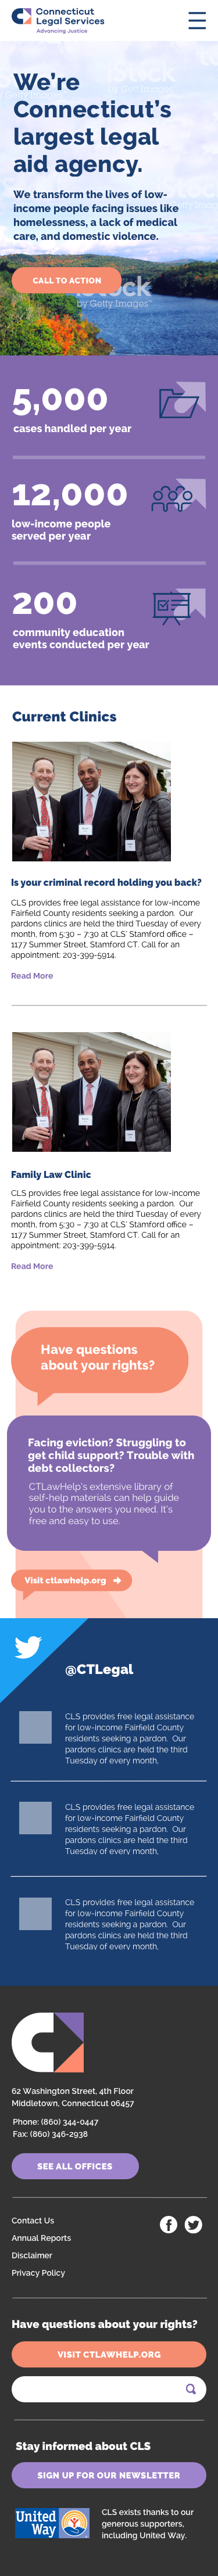 Connecticut
Legal Services
Advancing Justice
We're
Connecticut's
largest legal
aid agency.
We transform the lives of low-
income people facing issues like
homelessness, a lack of medical
care, and domestic violence.
CALL TO ACTION
iStock
by Getty Images
5,000
cases handled per year
12,000
low-income people
served per year
200
community education
events conducted per year
Current Clinics
Is your criminal record holding you back?
CLS provides free legal assistance for low-income
Fairfield County residents seeking a pardon. Our
pardons clinics are held the third Tuesday of every
month, from 5:30 – 7:30 at CLS' Stamford office –
1177 Summer Street, Stamford CT. Call for an
appointment: 203-399-5914.
Read More
Family Law Clinic
CLS provides free legal assistance for low-income
Fairfield County residents seeking a pardon. Our
pardons clinics are held the third Tuesday of every
month, from 5:30 – 7:30 at CLS' Stamford office –
1177 Summer Street, Stamford CT. Call for an
appointment: 203-399-5914.
Read More
Have questions
about your rights?
Facing eviction? Struggling to
get child support? Trouble with
debt collectors?
CTLawHelp's extensive library of
self-help materials can help guide
you to the answers you need. It's
free and easy to use.
Visit ctlawhelp.org
@CTLegal
CLS provides free legal assistance
for low-income Fairfield County
residents seeking a pardon. Our
pardons clinics are held the third
Tuesday of every month,
CLS provides free legal assistance
for low-income Fairfield County
residents seeking a pardon. Our
pardons clinics are held the third
Tuesday of every month,
CLS provides free legal assistance
for low-income Fairfield County
residents seeking a pardon. Our
pardons clinics are held the third
Tuesday of every month,
62 Washington Street, 4th Floor
Middletown, Connecticut 06457
Phone: (860) 344-0447
Fax: (860) 346-2938
SEE ALL OFFICES
Contact Us
Annual Reports
Disclaimer
Privacy Policy
Have questions about your rights?
VISIT CTLAWHELP.ORG
Stay informed about CLS
SIGN UP FOR OUR NEWSLETTER
United
Way
CLS exists thanks to our
generous supporters,
including United Way.